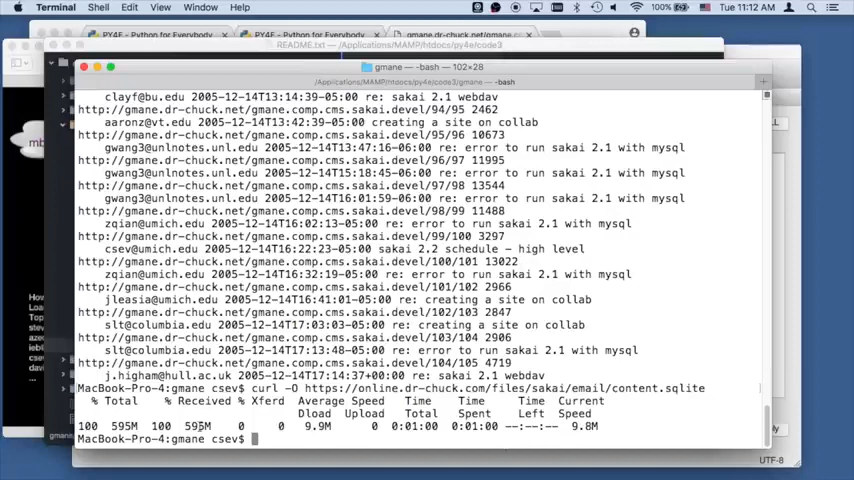 Terminal Shell Edit View Window Help 100% Tue 11:12 AM
PY4E - Python for Everybody PY4E - Python for Everybody gmane.dr-chuck.net/gmane.co
README.txt — /Applications/MAMP/htdocs/py4e/code3
gmane — -bash — 102×28
/Applications/MAMP/htdocs/py4e/code3/gmane — -bash
clayf@bu.edu 2005-12-14T13:14:39-05:00 re: sakai 2.1 webdav
http://gmane.dr-chuck.net/gmane.comp.cms.sakai.devel/94/95 2462
aaronz@vt.edu 2005-12-14T13:42:39-05:00 creating a site on collab
http://gmane.dr-chuck.net/gmane.comp.cms.sakai.devel/95/96 10673
gwang3@unlnotes.unl.edu 2005-12-14T13:47:16-06:00 re: error to run sakai 2.1 with mysql
http://gmane.dr-chuck.net/gmane.comp.cms.sakai.devel/96/97 11995
gwang3@unlnotes.unl.edu 2005-12-14T15:18:45-06:00 re: error to run sakai 2.1 with mysql
http://gmane.dr-chuck.net/gmane.comp.cms.sakai.devel/97/98 13544
gwang3@unlnotes.unl.edu 2005-12-14T16:01:59-06:00 re: error to run sakai 2.1 with mysql
http://gmane.dr-chuck.net/gmane.comp.cms.sakai.devel/98/99 11488
zqian@umich.edu 2005-12-14T16:02:13-05:00 re: error to run sakai 2.1 with mysql
http://gmane.dr-chuck.net/gmane.comp.cms.sakai.devel/99/100 3297
csev@umich.edu 2005-12-14T16:22:23-05:00 sakai 2.2 schedule - high level
http://gmane.dr-chuck.net/gmane.comp.cms.sakai.devel/100/101 13022
zqian@umich.edu 2005-12-14T16:32:19-05:00 re: error to run sakai 2.1 with mysql
http://gmane.dr-chuck.net/gmane.comp.cms.sakai.devel/101/102 2966
jleasia@umich.edu 2005-12-14T16:41:01-05:00 re: creating a site on collab
http://gmane.dr-chuck.net/gmane.comp.cms.sakai.devel/102/103 2847
slt@columbia.edu 2005-12-14T17:03:03-05:00 re: creating a site on collab
http://gmane.dr-chuck.net/gmane.comp.cms.sakai.devel/103/104 2906
slt@columbia.edu 2005-12-14T17:13:48-05:00 re: error to run sakai 2.1 with mysql
http://gmane.dr-chuck.net/gmane.comp.cms.sakai.devel/104/105 4719
j.higham@hull.ac.uk 2005-12-14T17:14:37+00:00 re: sakai 2.1 webdav
MacBook-Pro-4:gmane csev$ curl -O https://online.dr-chuck.com/files/sakai/email/content.sqlite
% Total % Received % Xferd Average Speed Time Time Time Current
Dload Upload Total Spent Left Speed
100 595M 100 595M 0 0 9.9M 0 0:01:00 0:01:00 --:--:-- 9.8M
MacBook-Pro-4:gmane csev$
mb
How
Loa
Top
stev
azee
iebl
csev
dav
...
gmane
UTF-8